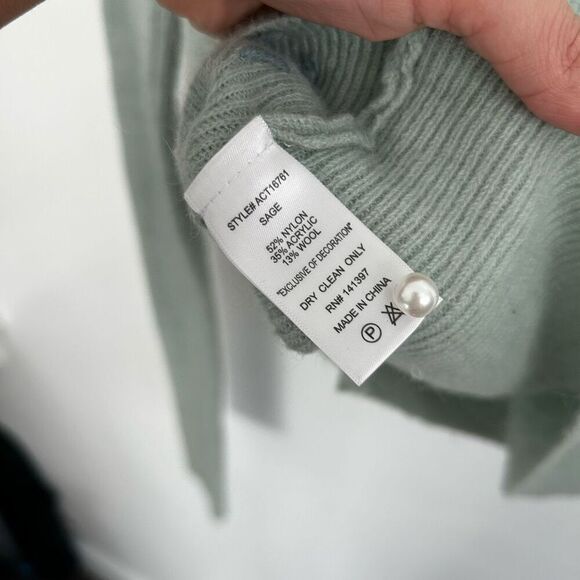 STYLE# ACT16761
SAGE
52% NYLON
35% ACRYLIC
13% WOOL
*EXCLUSIVE OF DECORATION*
DRY CLEAN ONLY
RN# 141397
MADE IN CHINA
P